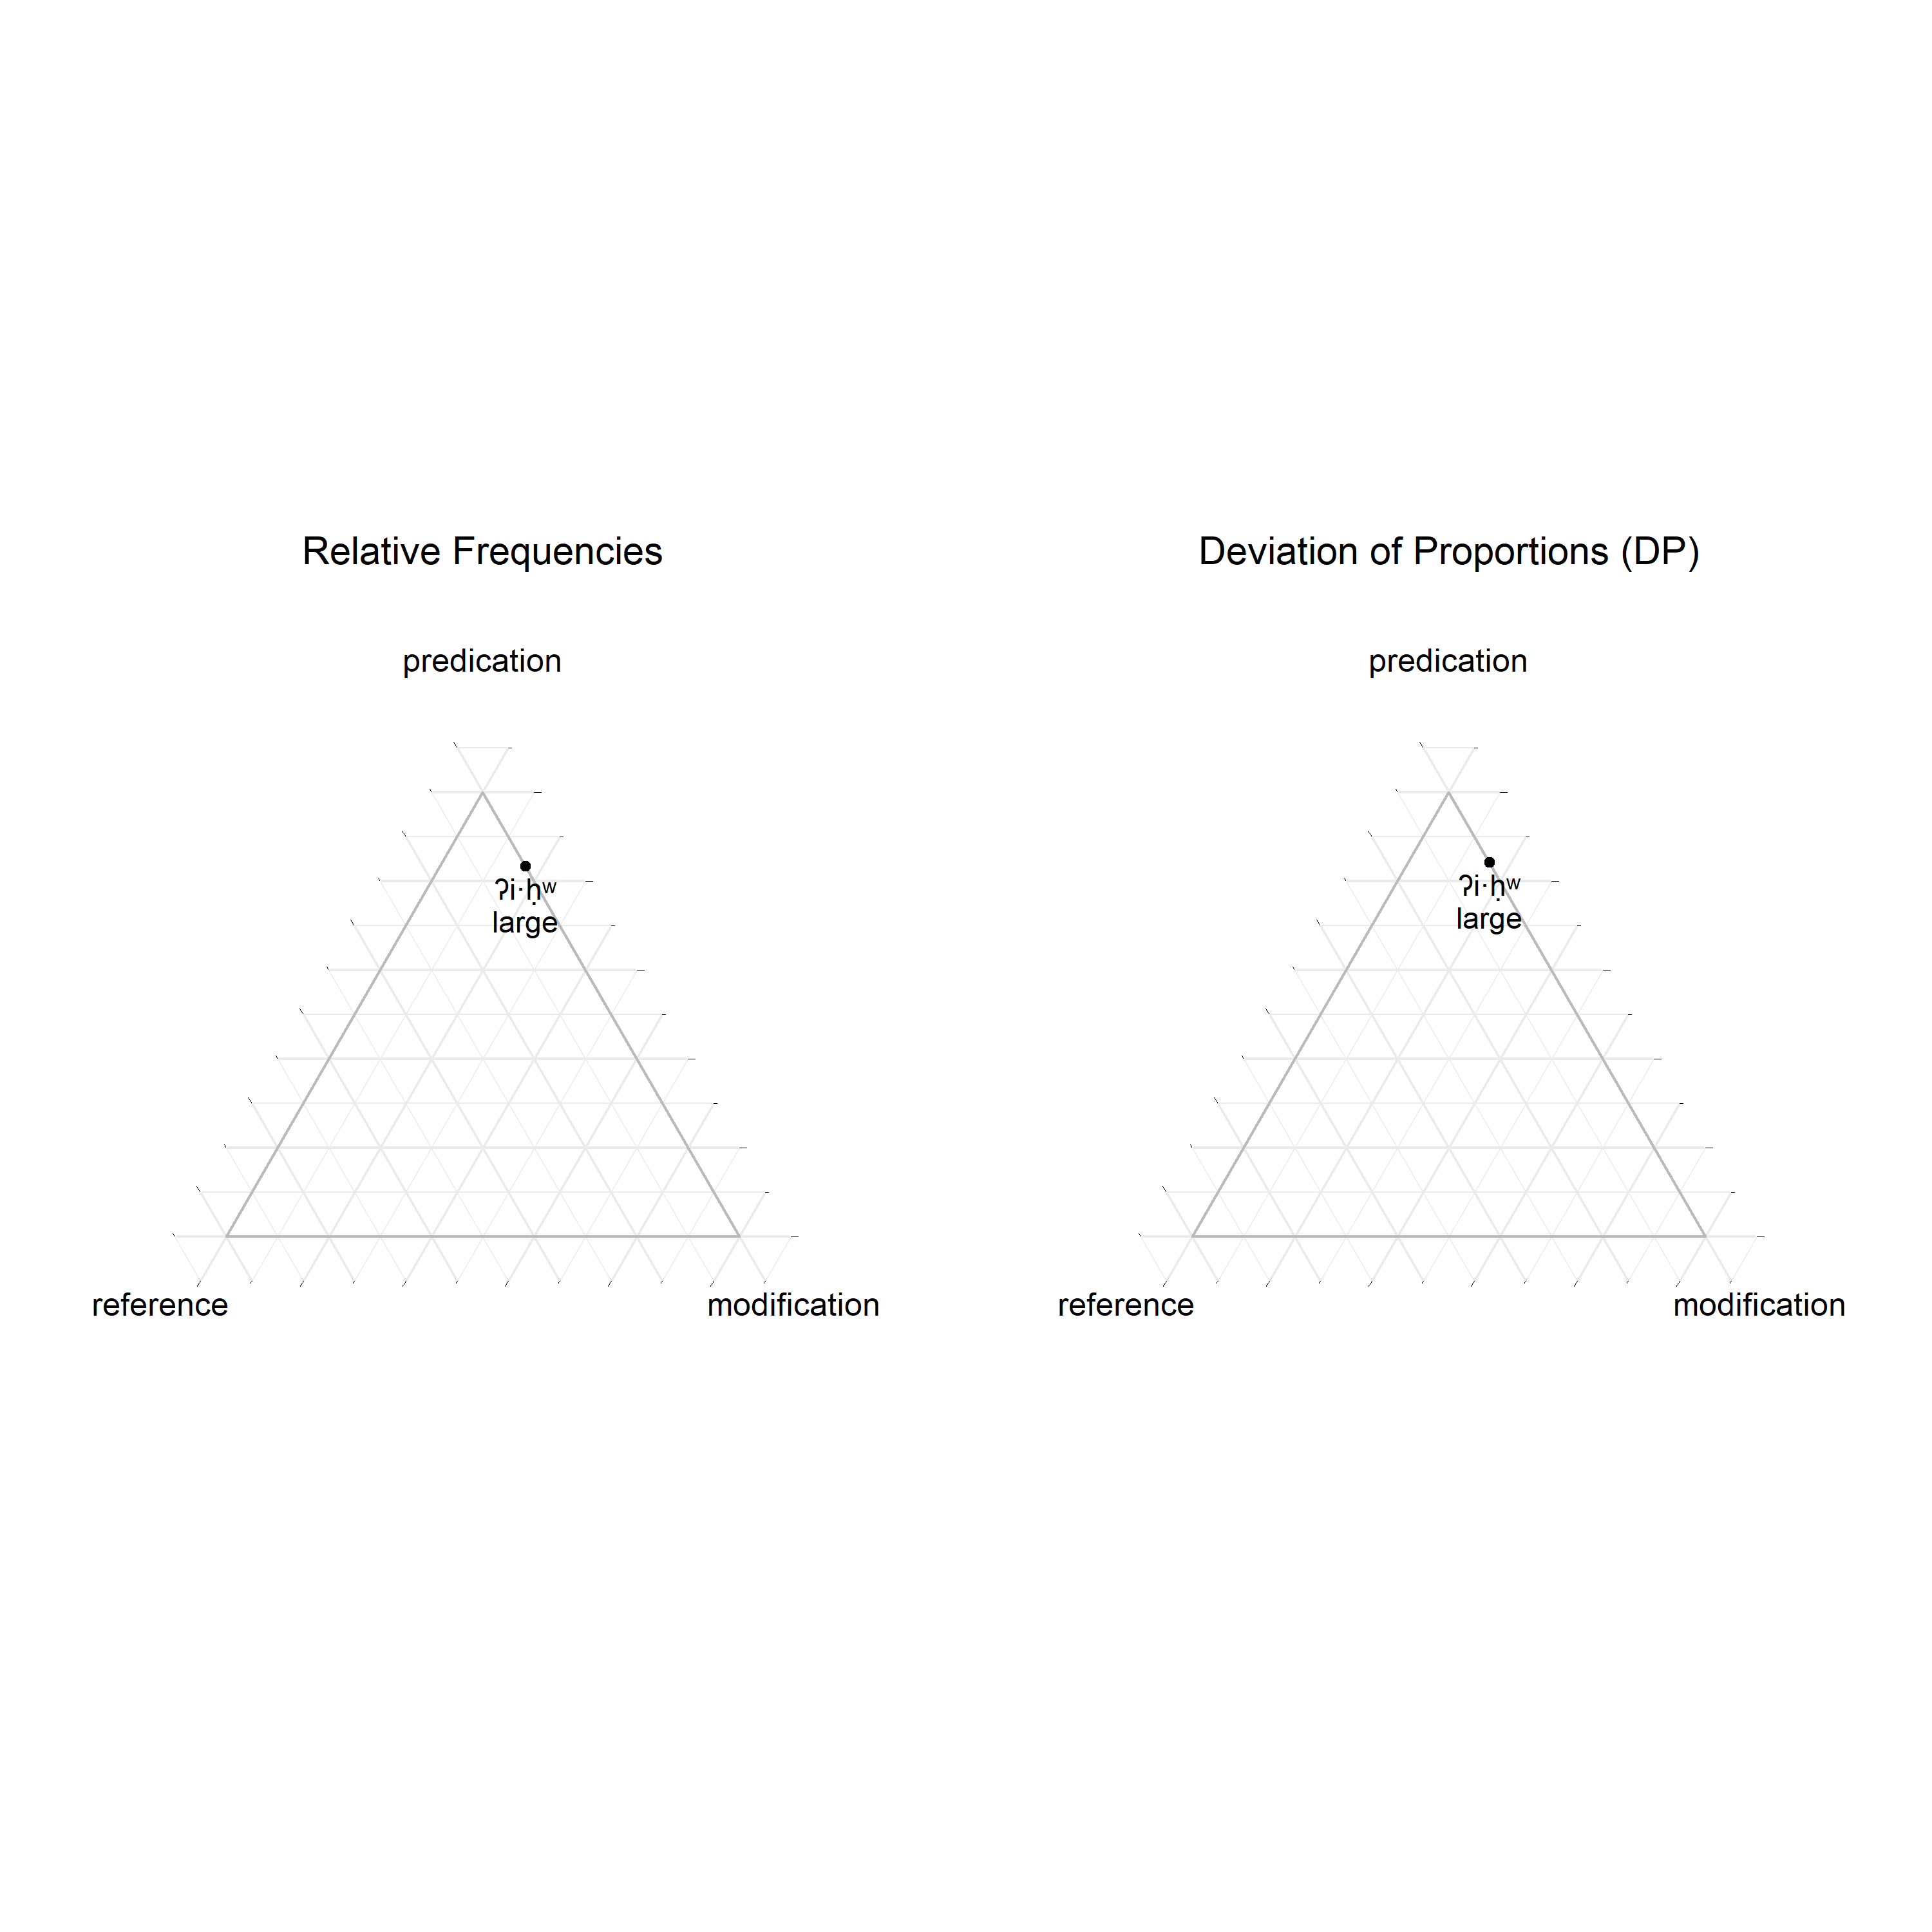 Relative Frequencies
predication
ʔi·ḥʷ
large
reference
modification
Deviation of Proportions (DP)
predication
ʔi·ḥʷ
large
reference
modification